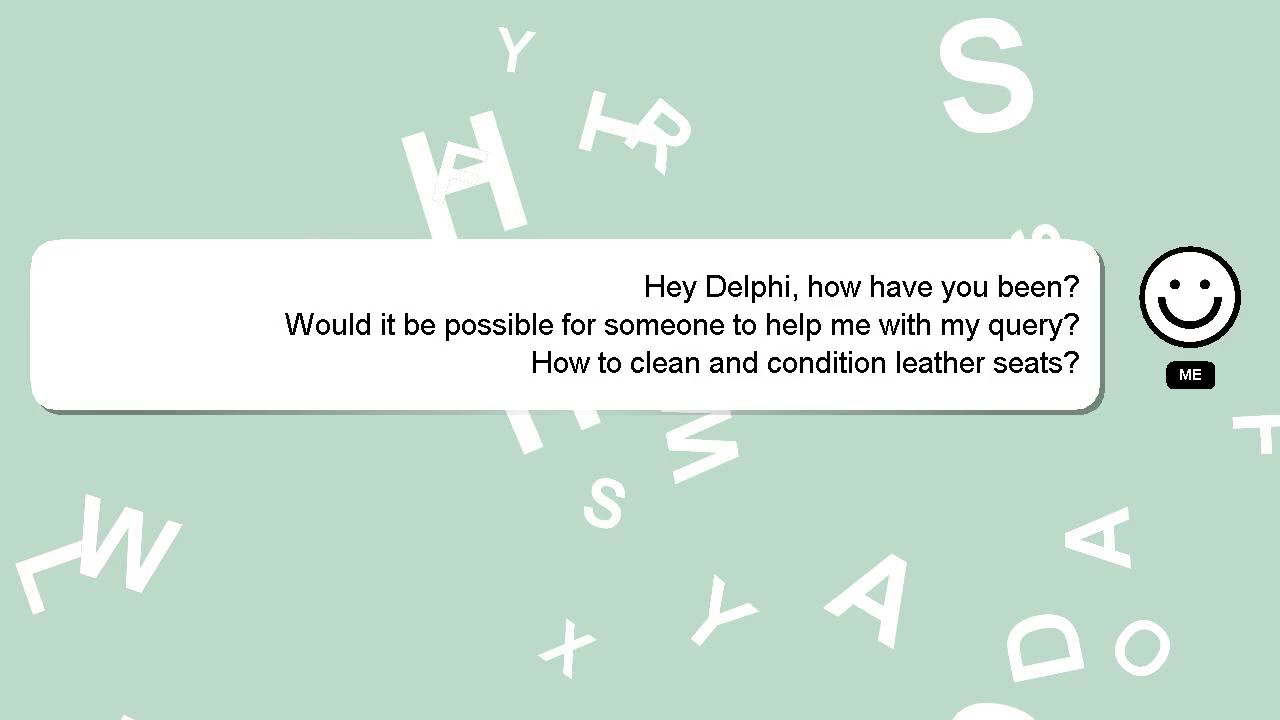 Hey Delphi, how have you been?
Would it be possible for someone to help me with my query?
How to clean and condition leather seats?
ME
Y
S
T
R
H
A
S
H
M
T
S
W
L
A
A
Y
X
D
O